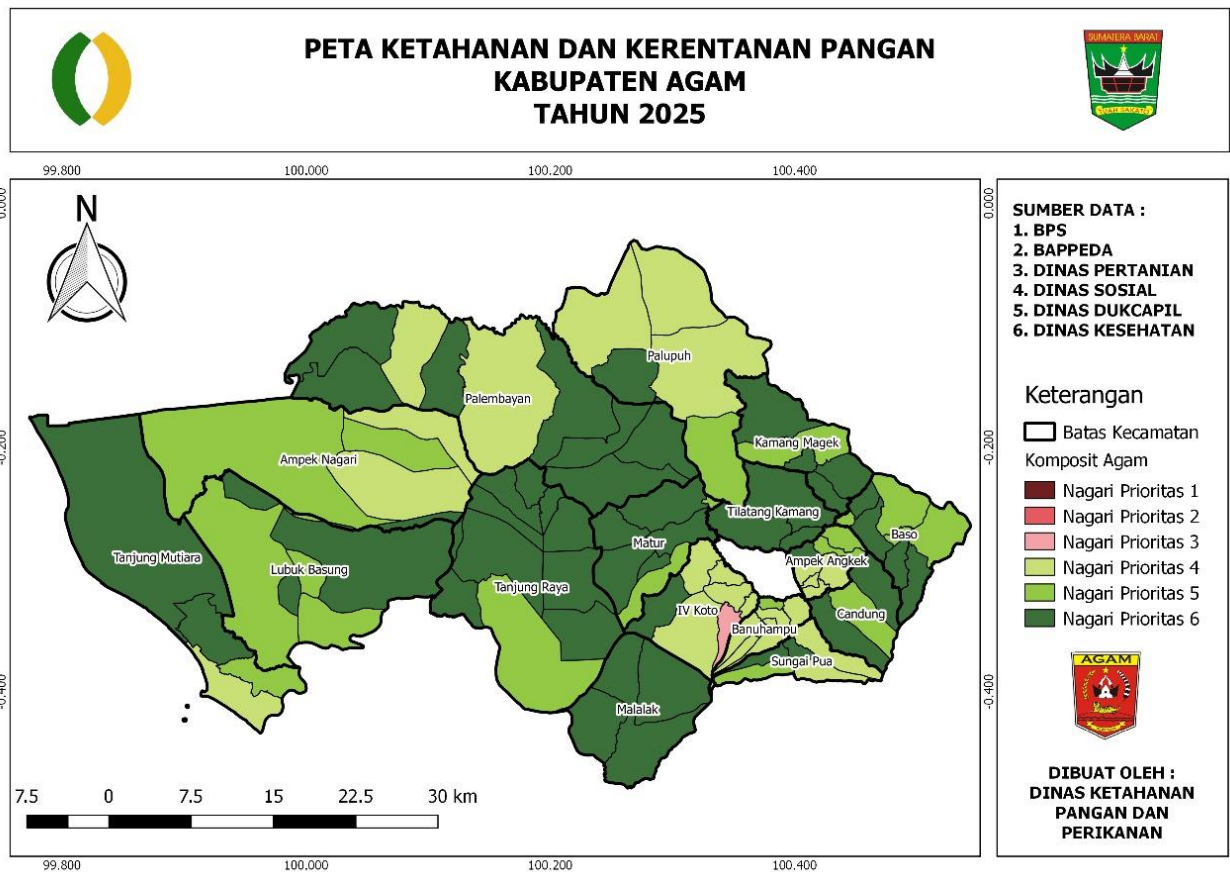 PETA KETAHANAN DAN KERENTANAN PANGAN
KABUPATEN AGAM
TAHUN 2025
SUMATERA BARAT
99.800 100.000 100.200 100.400
0.000
-0.200
-0.400
N
Palupuh
Palembayan
Kamang Magek
Ampek Nagari
Tilatang Kamang
Baso
Matur
Ampek Angkek
Tanjung Mutiara
Lubuk Basung
Tanjung Raya
IV Koto
Candung
Banuhampu
Sungai Pua
Malalak
7.5 0 7.5 15 22.5 30 km
0.000
-0.200
-0.400
99.800 100.000 100.200 100.400
SUMBER DATA :
1. BPS
2. BAPPEDA
3. DINAS PERTANIAN
4. DINAS SOSIAL
5. DINAS DUKCAPIL
6. DINAS KESEHATAN
Keterangan
Batas Kecamatan
Komposit Agam
Nagari Prioritas 1
Nagari Prioritas 2
Nagari Prioritas 3
Nagari Prioritas 4
Nagari Prioritas 5
Nagari Prioritas 6
AGAM
DIBUAT OLEH :
DINAS KETAHANAN
PANGAN DAN
PERIKANAN